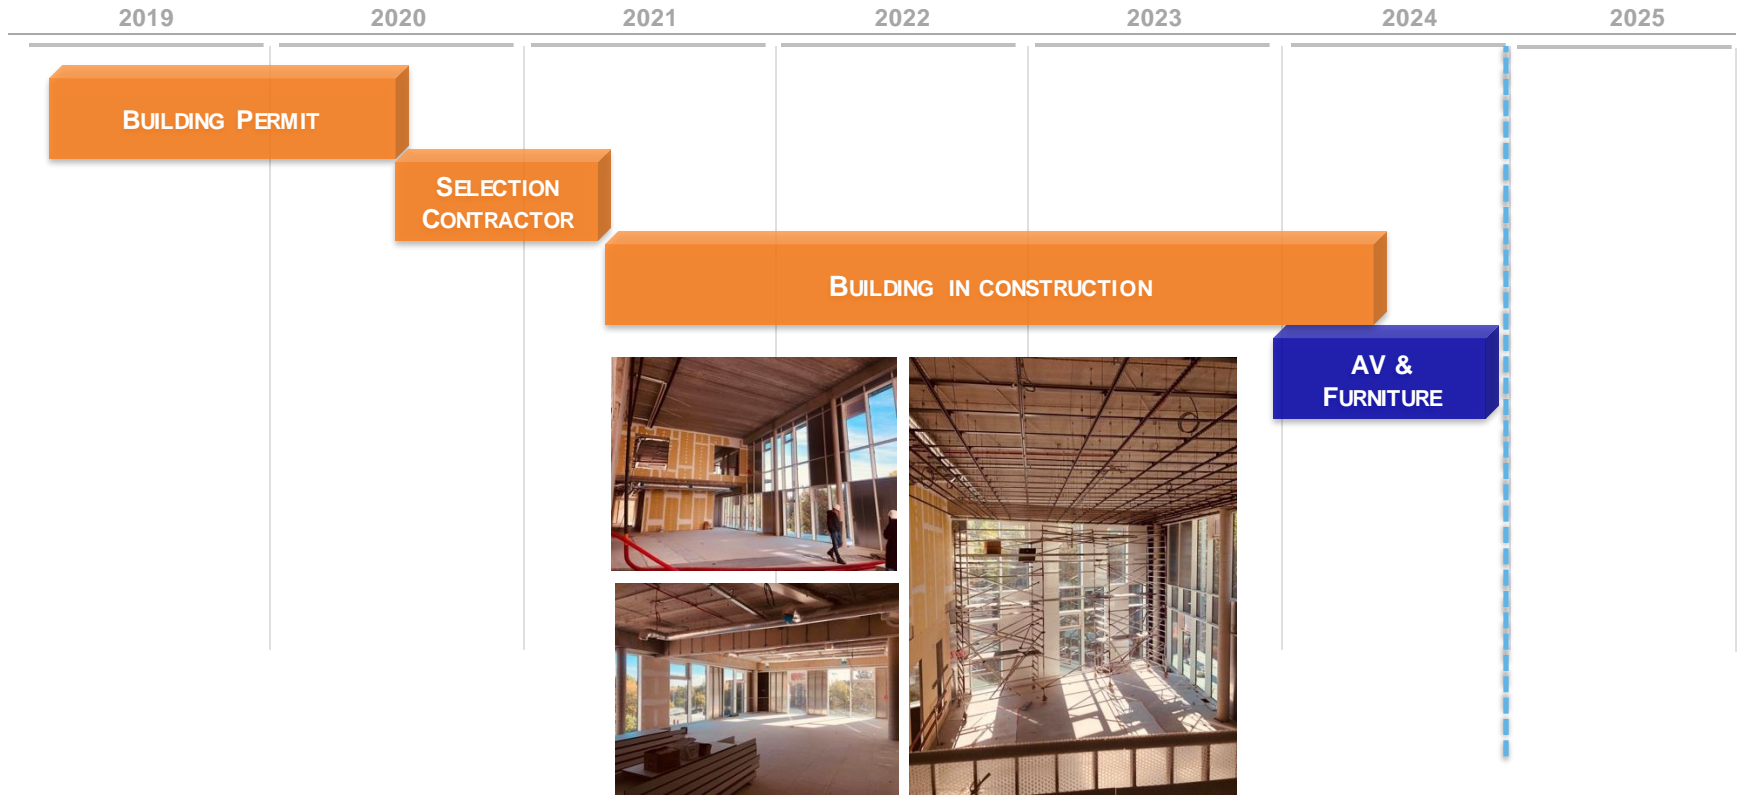 2019 2020 2021 2022 2023 2024 2025
BUILDING PERMIT
SELECTION
CONTRACTOR
BUILDING IN CONSTRUCTION
AV &
FURNITURE